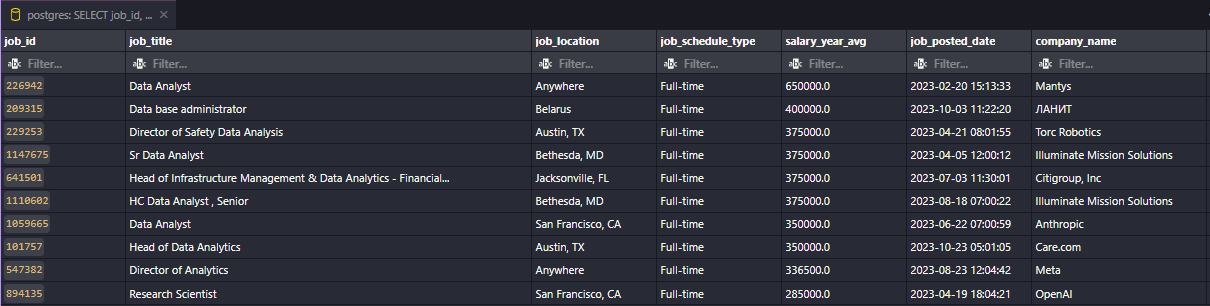 postgres: SELECT job_id, ...
job_id job_title job_location job_schedule_type salary_year_avg job_posted_date company_name
Filter... Filter... Filter... Filter... Filter... Filter... Filter...
226942 Data Analyst Anywhere Full-time 650000.0 2023-02-20 15:13:33 Mantys
209315 Data base administrator Belarus Full-time 400000.0 2023-10-03 11:22:20 ЛАНИТ
229253 Director of Safety Data Analysis Austin, TX Full-time 375000.0 2023-04-21 08:01:55 Torc Robotics
1147675 Sr Data Analyst Bethesda, MD Full-time 375000.0 2023-04-05 12:00:12 Illuminate Mission Solutions
641501 Head of Infrastructure Management & Data Analytics - Financial... Jacksonville, FL Full-time 375000.0 2023-07-03 11:30:01 Citigroup, Inc
1110602 HC Data Analyst , Senior Bethesda, MD Full-time 375000.0 2023-08-18 07:00:22 Illuminate Mission Solutions
1059665 Data Analyst San Francisco, CA Full-time 350000.0 2023-06-22 07:00:59 Anthropic
101757 Head of Data Analytics Austin, TX Full-time 350000.0 2023-10-23 05:01:05 Care.com
547382 Director of Analytics Anywhere Full-time 336500.0 2023-08-23 12:04:42 Meta
894135 Research Scientist San Francisco, CA Full-time 285000.0 2023-04-19 18:04:21 OpenAI